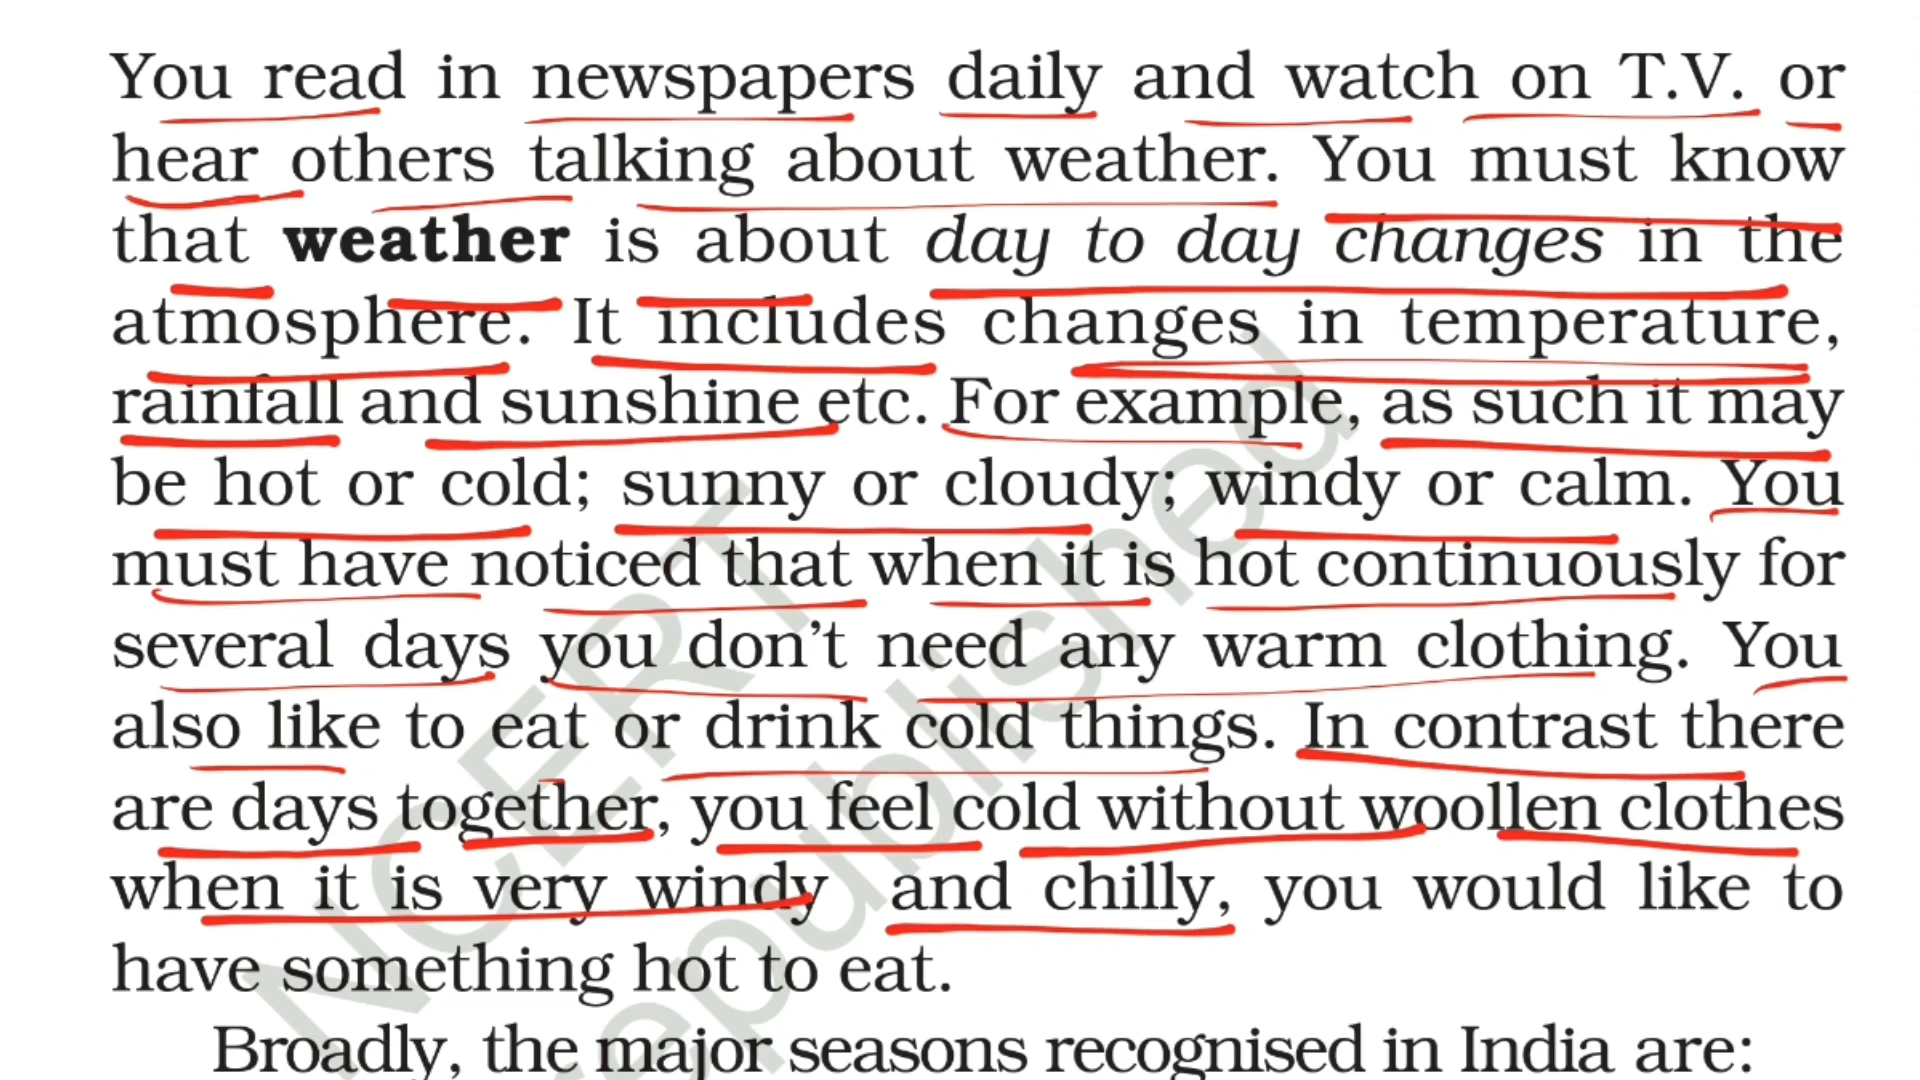 You read in newspapers daily and watch on T.V. or
hear others talking about weather. You must know
that weather is about day to day changes in the
atmosphere. It includes changes in temperature,
rainfall and sunshine etc. For example, as such it may
be hot or cold; sunny or cloudy; windy or calm. You
must have noticed that when it is hot continuously for
several days you don't need any warm clothing. You
also like to eat or drink cold things. In contrast there
are days together, you feel cold without woollen clothes
when it is very windy and chilly, you would like to
have something hot to eat.
Broadly, the major seasons recognised in India are:
NCERT
republished